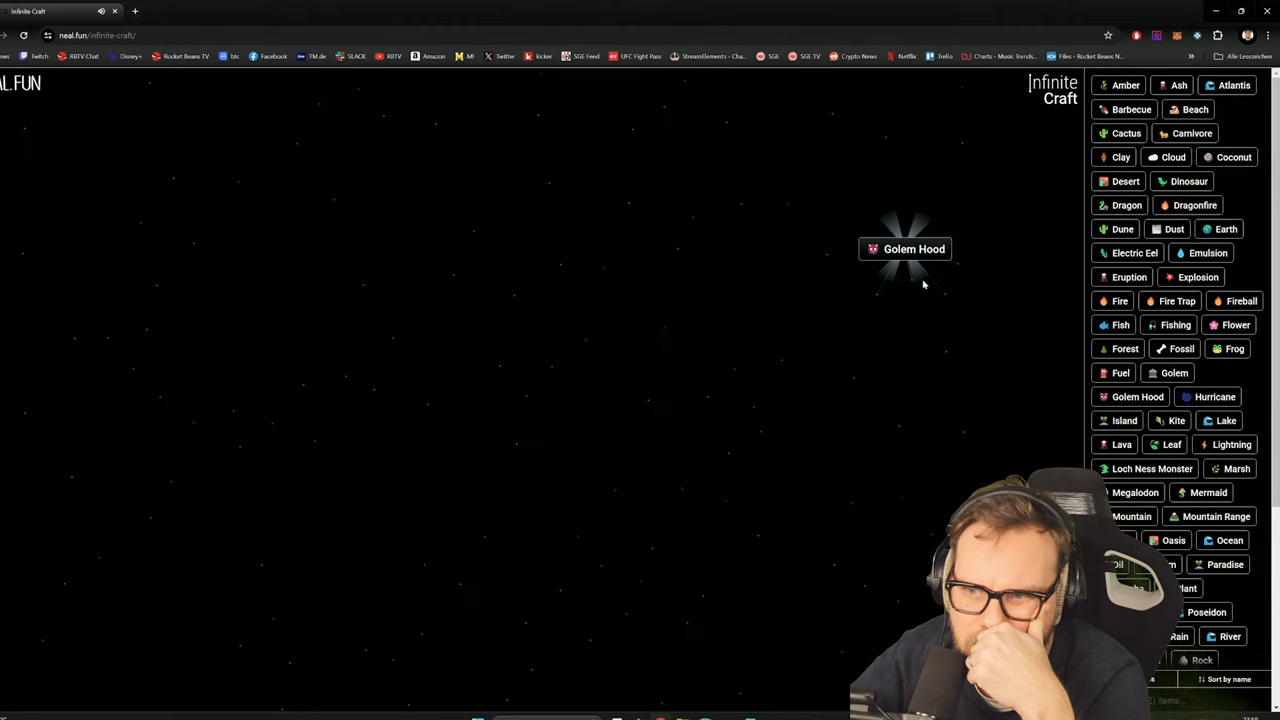 Infinite Craft
neal.fun/infinite-craft/
Twitch RBTV Chat Disney+ Rocket Beans TV btc Facebook TM.de SLACK RBTV Amazon M! Twitter kicker SGE Feed UFC Fight Pass StreamElements - Cham... SGE SGE TV Crypto News Netflix Trello Charts - Music Trends... Files - Rocket Beans N... Alle Lesezeichen
AL.FUN
Infinite
Craft
Amber Ash Atlantis
Barbecue Beach
Cactus Carnivore
Clay Cloud Coconut
Desert Dinosaur
Dragon Dragonfire
Dune Dust Earth
Golem Hood
Electric Eel Emulsion
Eruption Explosion
Fire Fire Trap Fireball
Fish Fishing Flower
Forest Fossil Frog
Fuel Golem
Golem Hood Hurricane
Island Kite Lake
Lava Leaf Lightning
Loch Ness Monster Marsh
Megalodon Mermaid
Mountain Mountain Range
Oasis Ocean
Oil Paradise
Plant
Poseidon
Rain River
Rock
Sort by name
items...